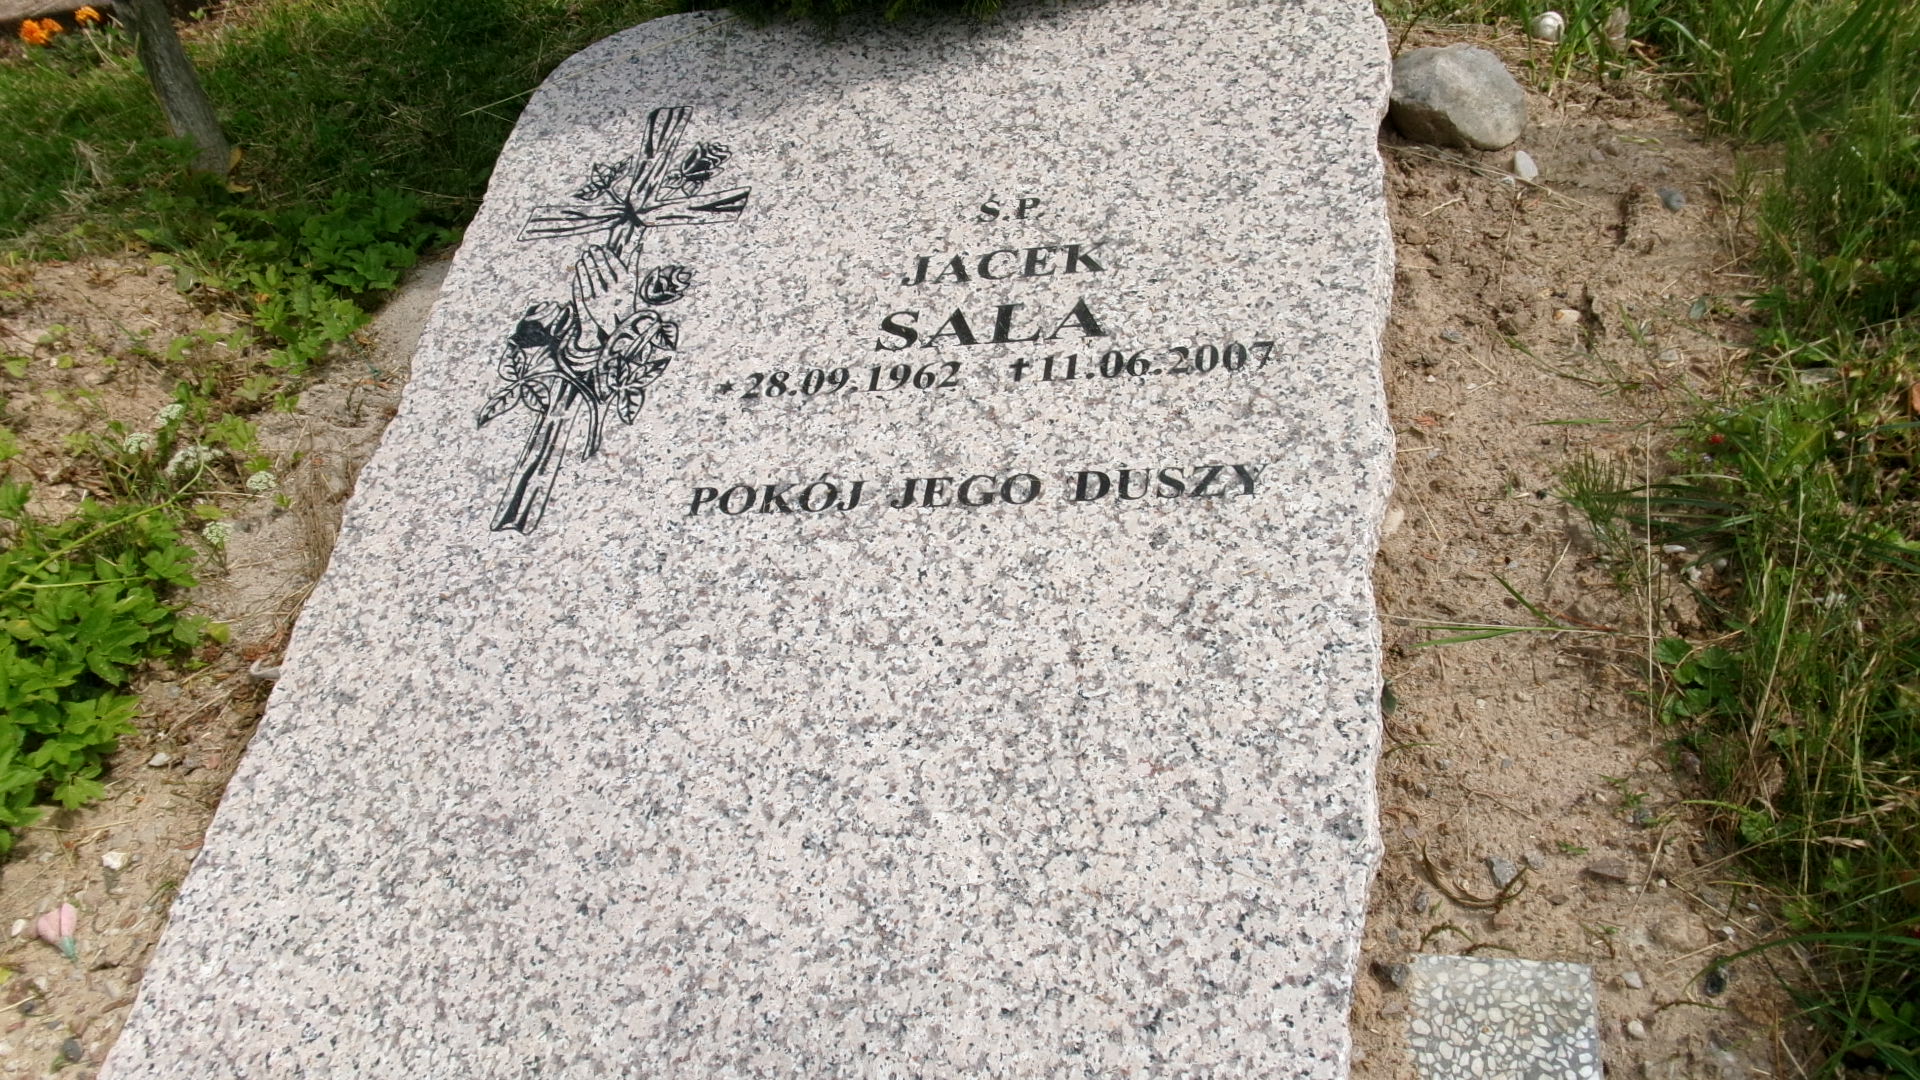 Ś.P.
JACEK
SALA
* 28.09.1962 † 11.06.2007
POKÓJ JEGO DUSZY